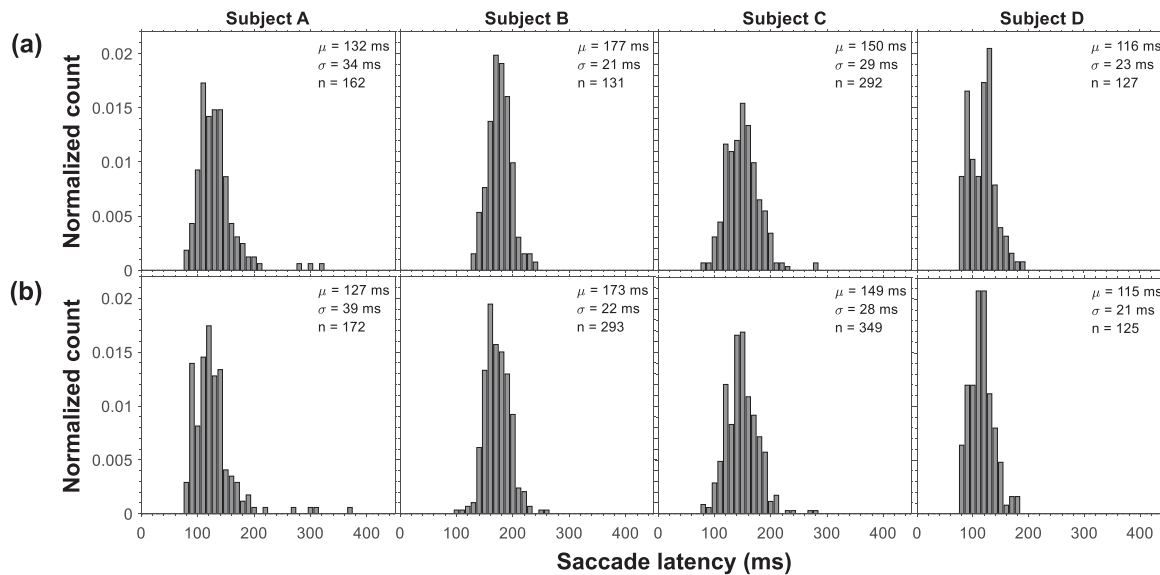 Subject A Subject B Subject C Subject D
(a)
Normalized count
0.02
0.015
0.01
0.005
0
μ = 132 ms
σ = 34 ms
n = 162
μ = 177 ms
σ = 21 ms
n = 131
μ = 150 ms
σ = 29 ms
n = 292
μ = 116 ms
σ = 23 ms
n = 127
(b)
Normalized count
0.02
0.015
0.01
0.005
0
μ = 127 ms
σ = 39 ms
n = 172
μ = 173 ms
σ = 22 ms
n = 293
μ = 149 ms
σ = 28 ms
n = 349
μ = 115 ms
σ = 21 ms
n = 125
0 100 200 300 400 0 100 200 300 400 0 100 200 300 400 0 100 200 300 400
Saccade latency (ms)